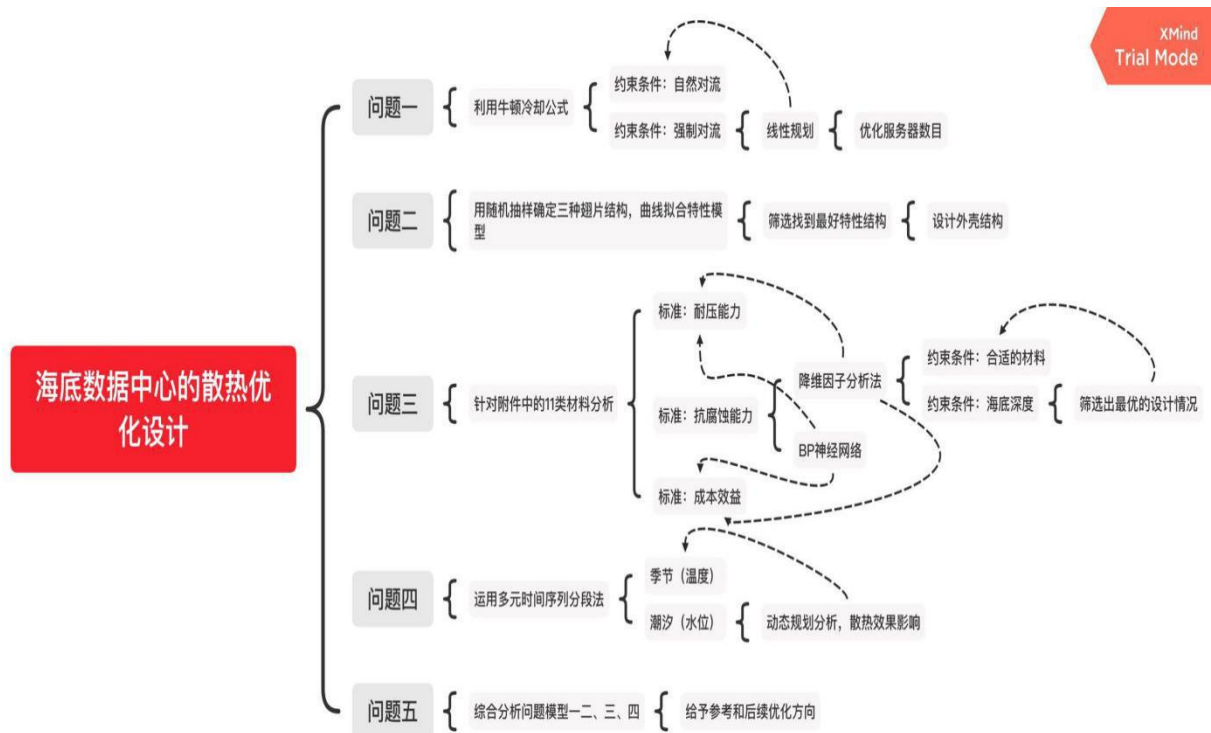 XMind
Trial Mode
海底数据中心的散热优
化设计
问题一
利用牛顿冷却公式
约束条件：自然对流
约束条件：强制对流
线性规划
优化服务器数目
问题二
用随机抽样确定三种翅片结构，曲线拟合特性模
型
筛选找到最好特性结构
设计外壳结构
问题三
针对附件中的11类材料分析
标准：耐压能力
标准：抗腐蚀能力
标准：成本效益
降维因子分析法
BP神经网络
约束条件：合适的材料
约束条件：海底深度
筛选出最优的设计情况
问题四
运用多元时间序列分段法
季节（温度）
潮汐（水位）
动态规划分析，散热效果影响
问题五
综合分析问题模型一二、三、四
给予参考和后续优化方向